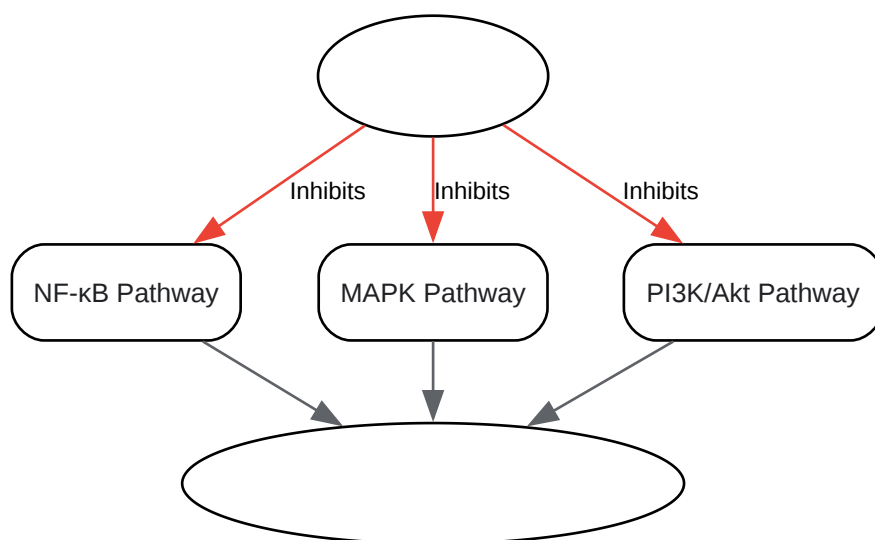 Inhibits
Inhibits
Inhibits
NF-κB Pathway
MAPK Pathway
PI3K/Akt Pathway